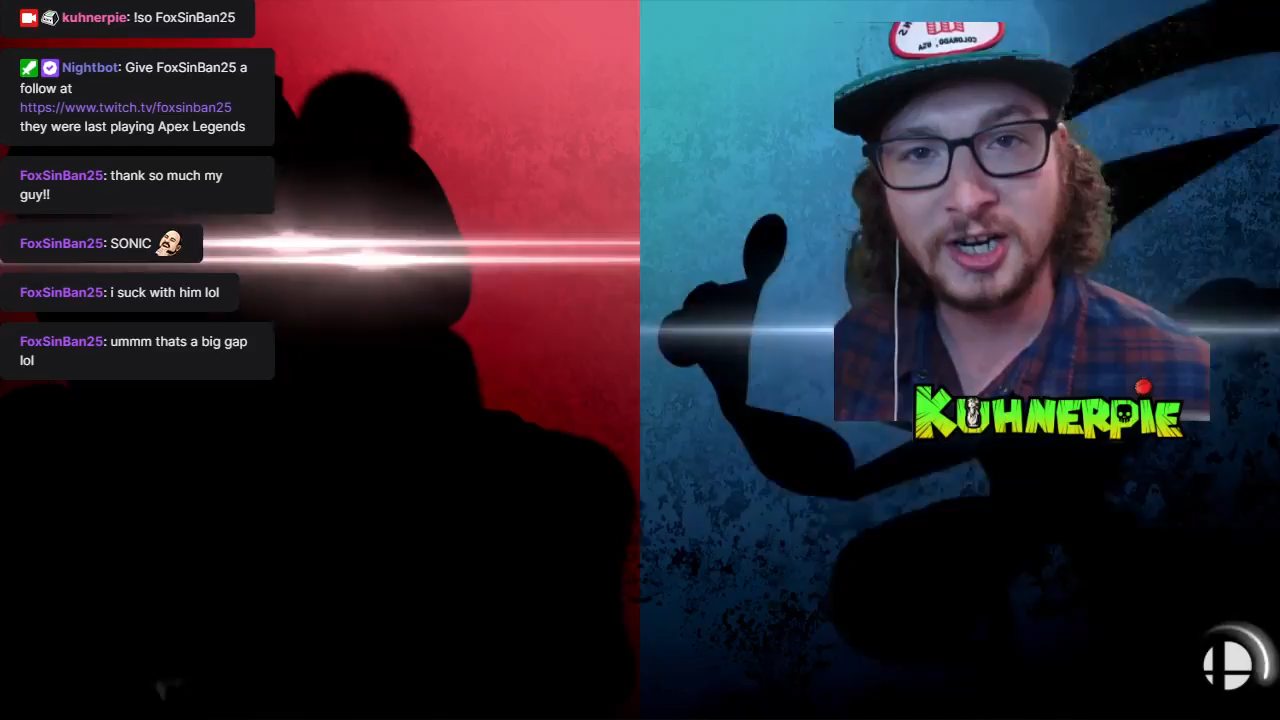 kuhnerpie: !so FoxSinBan25
Nightbot: Give FoxSinBan25 a
follow at
https://www.twitch.tv/foxsinban25
they were last playing Apex Legends
FoxSinBan25: thank so much my
guy!!
FoxSinBan25: SONIC
FoxSinBan25: i suck with him lol
FoxSinBan25: ummm thats a big gap
lol
COLORADO, USA
KUHNERPIE